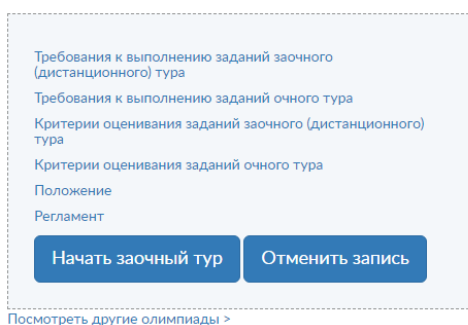 Требования к выполнению заданий заочного
(дистанционного) тура
Требования к выполнению заданий очного тура
Критерии оценивания заданий заочного (дистанционного)
тура
Критерии оценивания заданий очного тура
Положение
Регламент
Начать заочный тур Отменить запись
Посмотреть другие олимпиады >